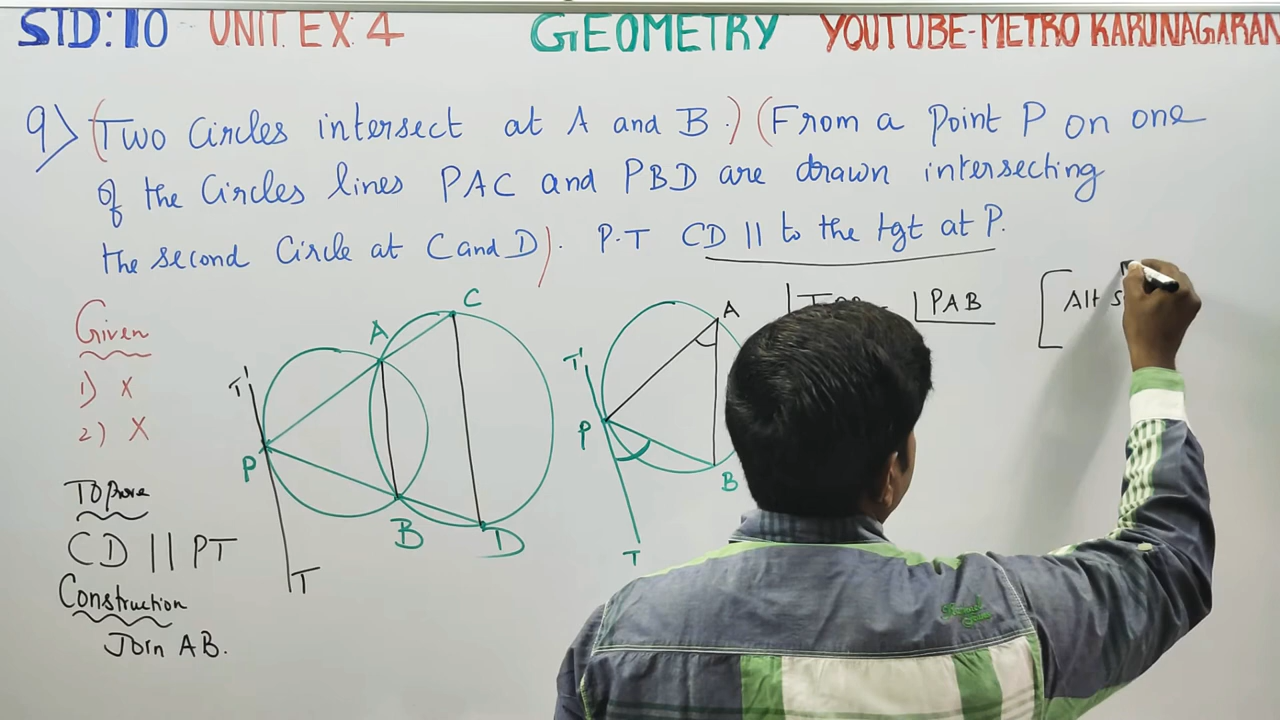 STD: 10 - UNIT. EX. 4 GEOMETRY YOUTUBE-METRO KARUNAGARAN
9) (Two Circles intersect at A and B.) (From a Point P on one
of the Circles lines PAC and PBD are drawn intersecting
the second Circle at C and D). P.T CD || to the tgt at P.
Given
1) X
2) X
To Prove
CD || PT
Construction
Join AB.
T' A C P B D T
T' A P B T
PAB [Alt